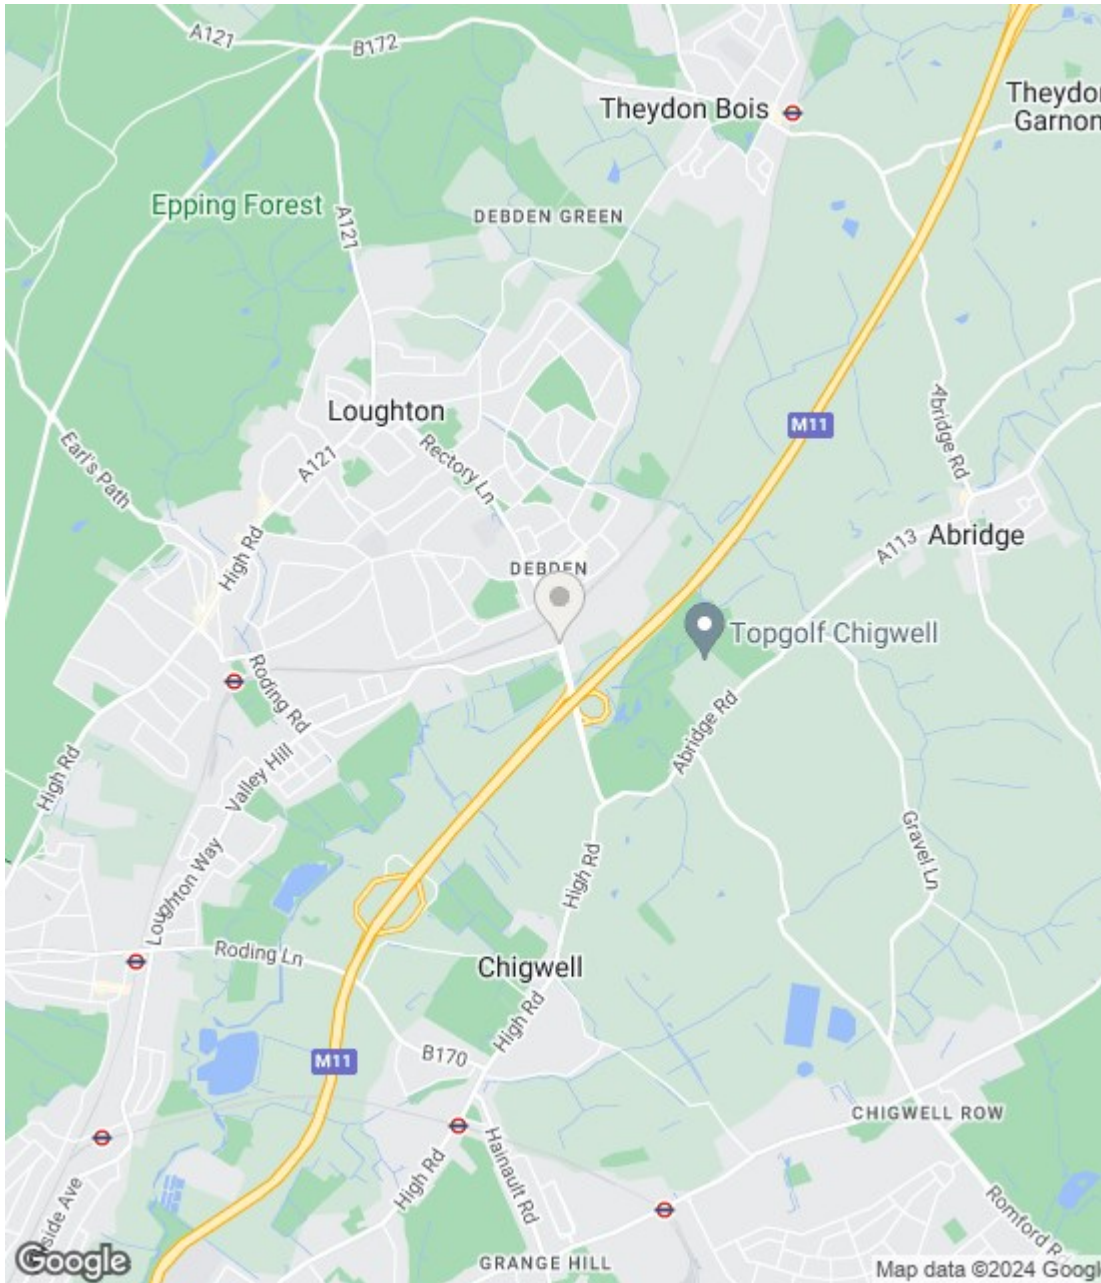 A121
B172
Theydon Bois
Theydo
Garnon
Epping Forest
A121
DEBDEN GREEN
Loughton
M11
Abridge Rd
Earl's Path
A121
Rectory Ln
High Rd
DEBDEN
A113
Abridge
Topgolf Chigwell
Roding Rd
Abridge Rd
High Rd
Valley Hill
Loughton Way
High Rd
Gravel Ln
Roding Ln
Chigwell
High Rd
M11
B170
CHIGWELL ROW
Hainault Rd
High Rd
side Ave
Romford Rd
GRANGE HILL
Google
Map data ©2024 Googl